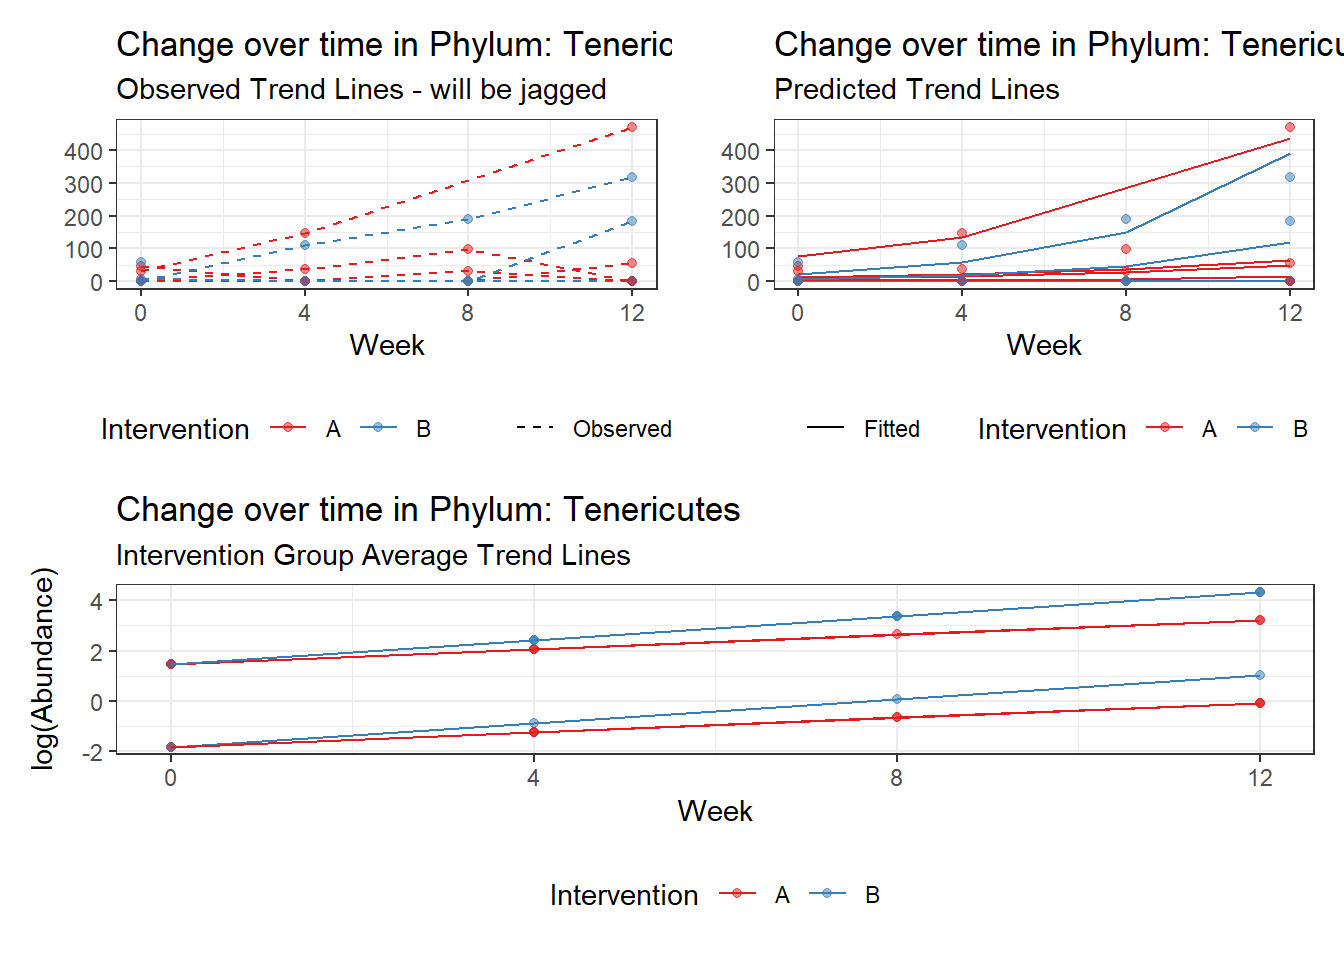 Change over time in Phylum: Teneric
Observed Trend Lines - will be jagged
400
300
200
100
0
0 4 8 12
Week
Intervention A B Observed
Change over time in Phylum: Tenericu
Predicted Trend Lines
400
300
200
100
0
0 4 8 12
Week
Fitted Intervention A B
Change over time in Phylum: Tenericutes
Intervention Group Average Trend Lines
log(Abundance)
4
2
0
-2
0 4 8 12
Week
Intervention A B